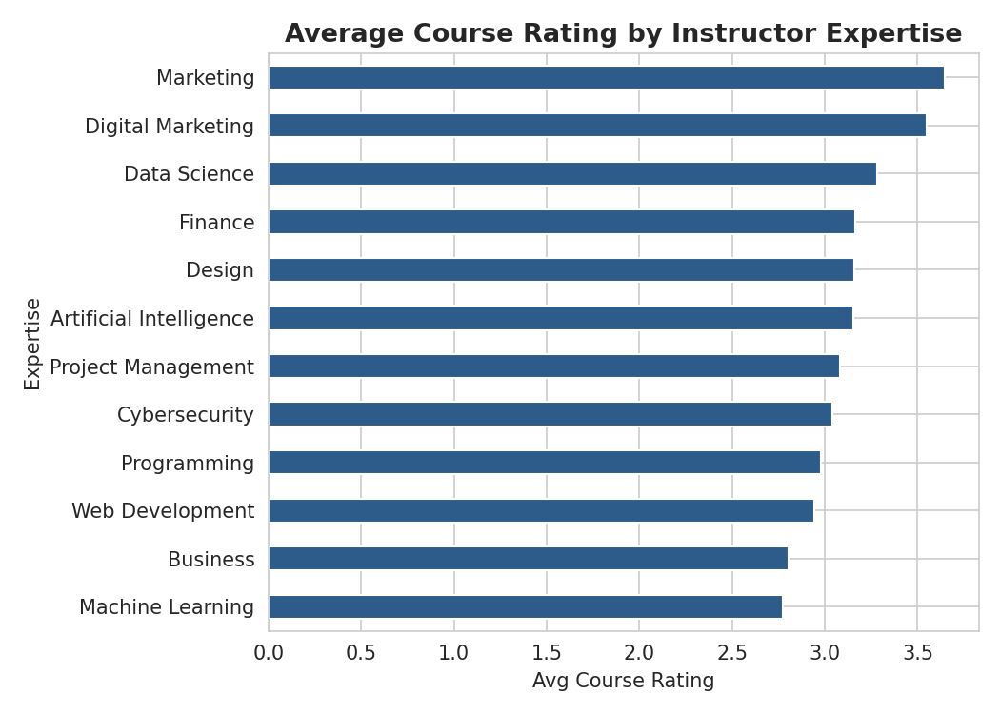 Average Course Rating by Instructor Expertise
Expertise
Marketing
Digital Marketing
Data Science
Finance
Design
Artificial Intelligence
Project Management
Cybersecurity
Programming
Web Development
Business
Machine Learning
0.0 0.5 1.0 1.5 2.0 2.5 3.0 3.5
Avg Course Rating